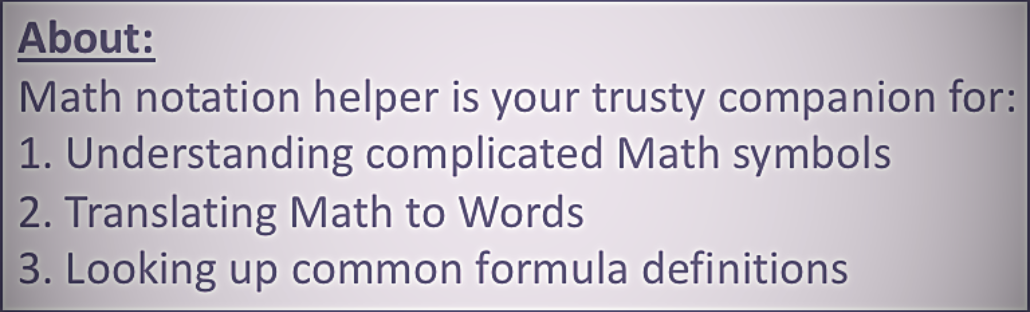 About:
Math notation helper is your trusty companion for:
1. Understanding complicated Math symbols
2. Translating Math to Words
3. Looking up common formula definitions